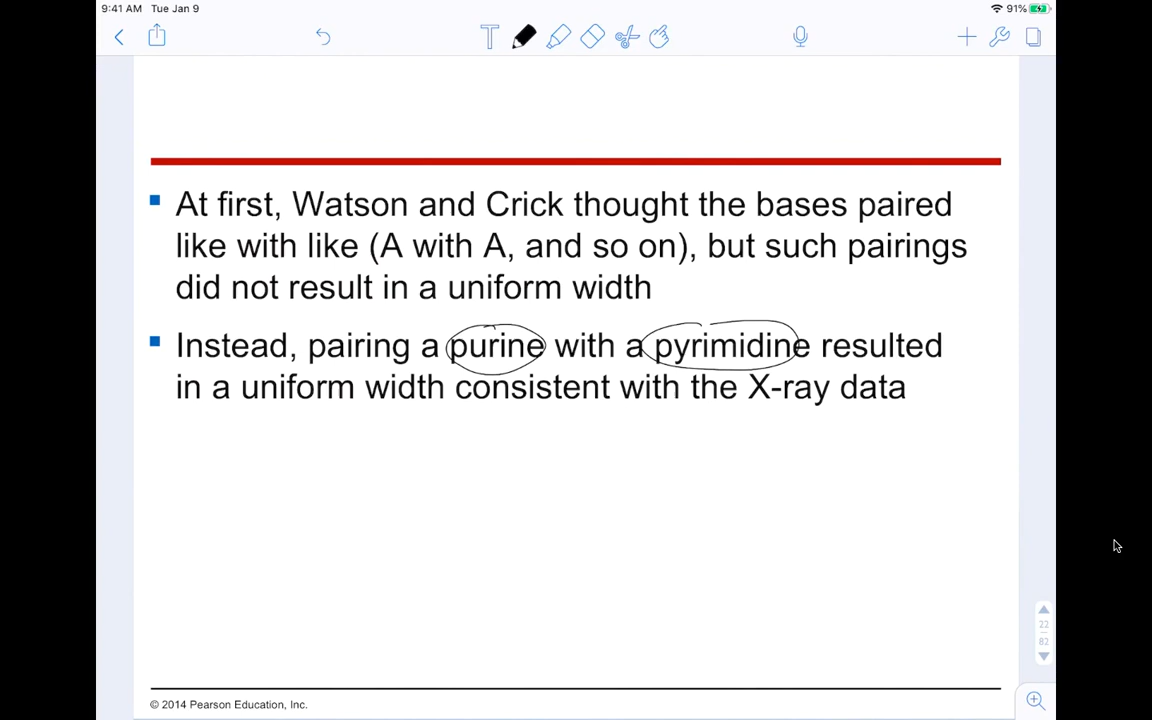 9:41 AM Tue Jan 9
91%
T
At first, Watson and Crick thought the bases paired
like with like (A with A, and so on), but such pairings
did not result in a uniform width
Instead, pairing a purine with a pyrimidine resulted
in a uniform width consistent with the X-ray data
22
82
© 2014 Pearson Education, Inc.